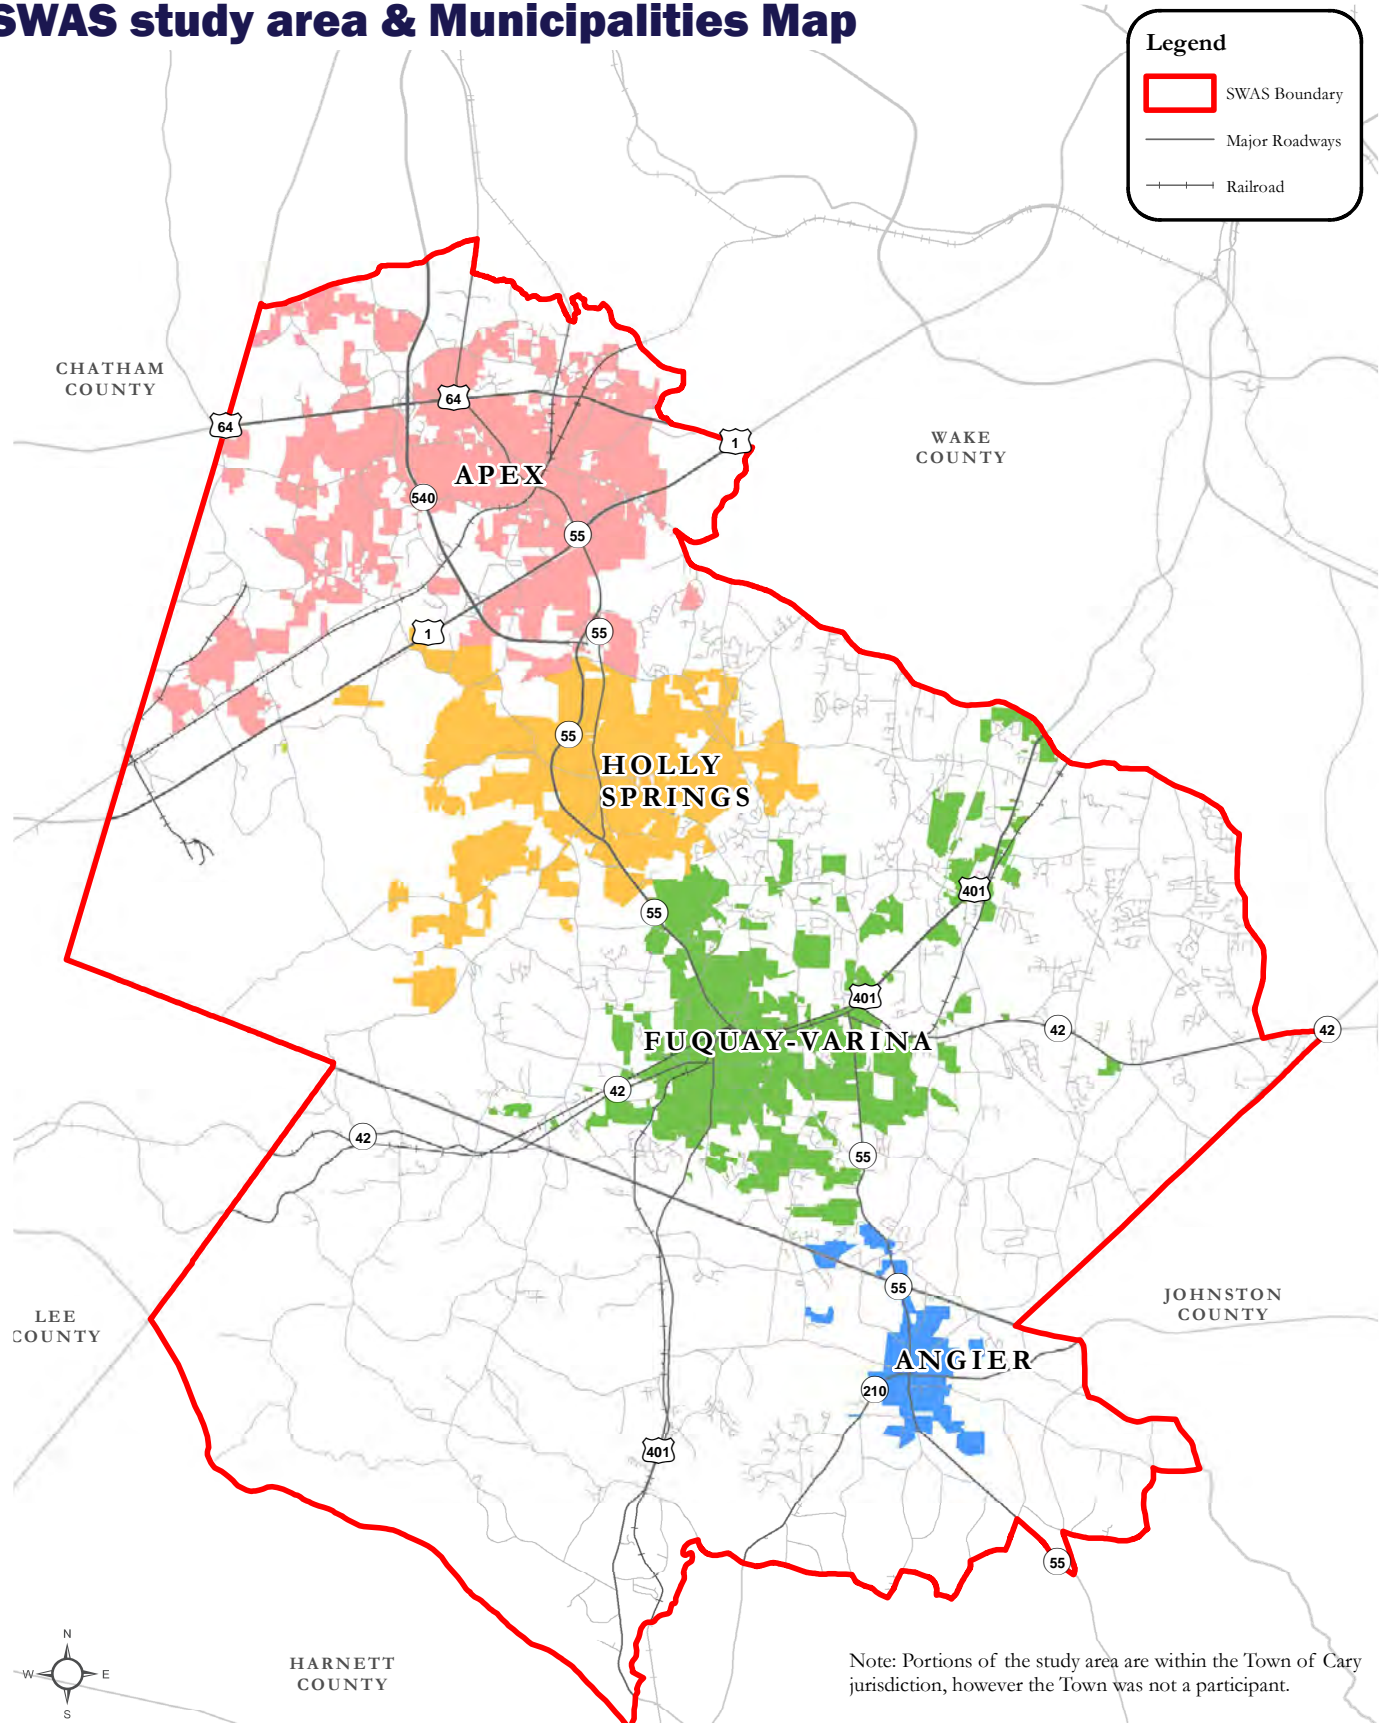 SWAS study area & Municipalities Map
Legend
SWAS Boundary
Major Roadways
Railroad
CHATHAM
COUNTY
64
64
1
WAKE
COUNTY
APEX
540
55
1
55
55
HOLLY
SPRINGS
401
55
401
FUQUAY-VARINA
42
42
42
42
55
55
LEE
COUNTY
JOHNSTON
COUNTY
ANGIER
210
401
55
N
W
E
S
HARNETT
COUNTY
Note: Portions of the study area are within the Town of Cary
jurisdiction, however the Town was not a participant.